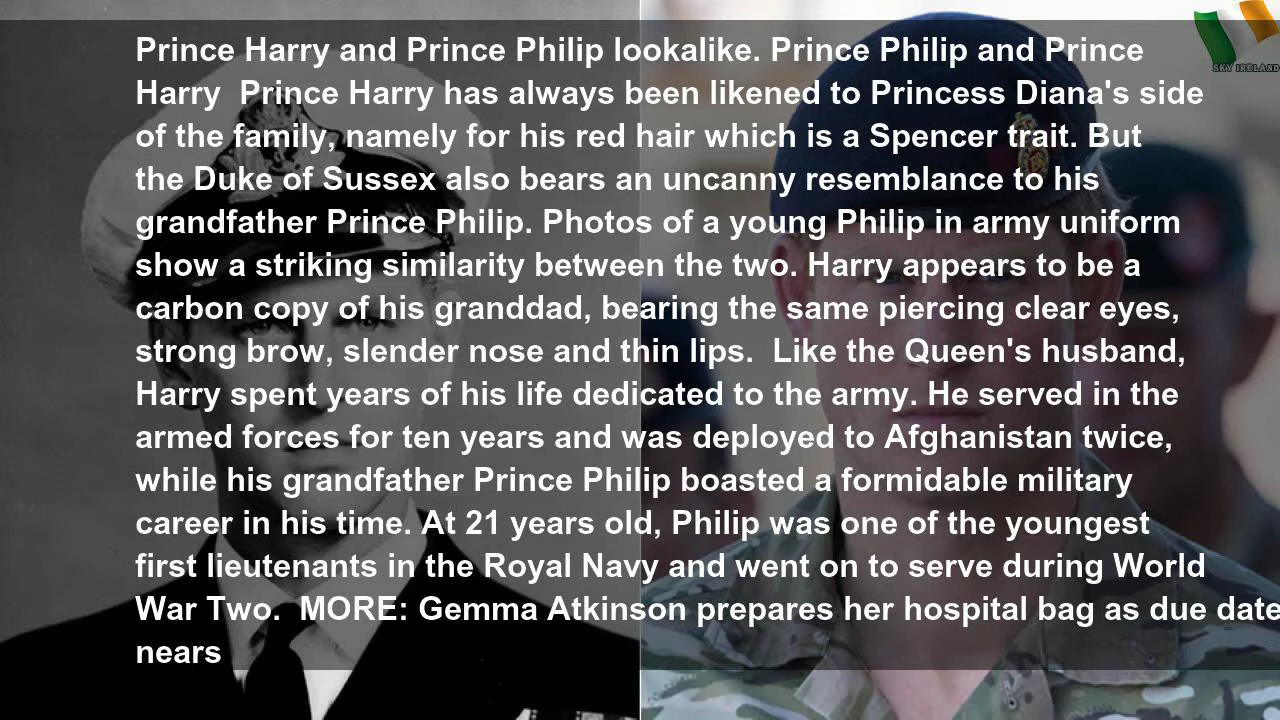 Prince Harry and Prince Philip lookalike. Prince Philip and Prince
Harry  Prince Harry has always been likened to Princess Diana's side
of the family, namely for his red hair which is a Spencer trait. But
the Duke of Sussex also bears an uncanny resemblance to his
grandfather Prince Philip. Photos of a young Philip in army uniform
show a striking similarity between the two. Harry appears to be a
carbon copy of his granddad, bearing the same piercing clear eyes,
strong brow, slender nose and thin lips.  Like the Queen's husband,
Harry spent years of his life dedicated to the army. He served in the
armed forces for ten years and was deployed to Afghanistan twice,
while his grandfather Prince Philip boasted a formidable military
career in his time. At 21 years old, Philip was one of the youngest
first lieutenants in the Royal Navy and went on to serve during World
War Two.  MORE: Gemma Atkinson prepares her hospital bag as due date
nears
SKY IRELAND